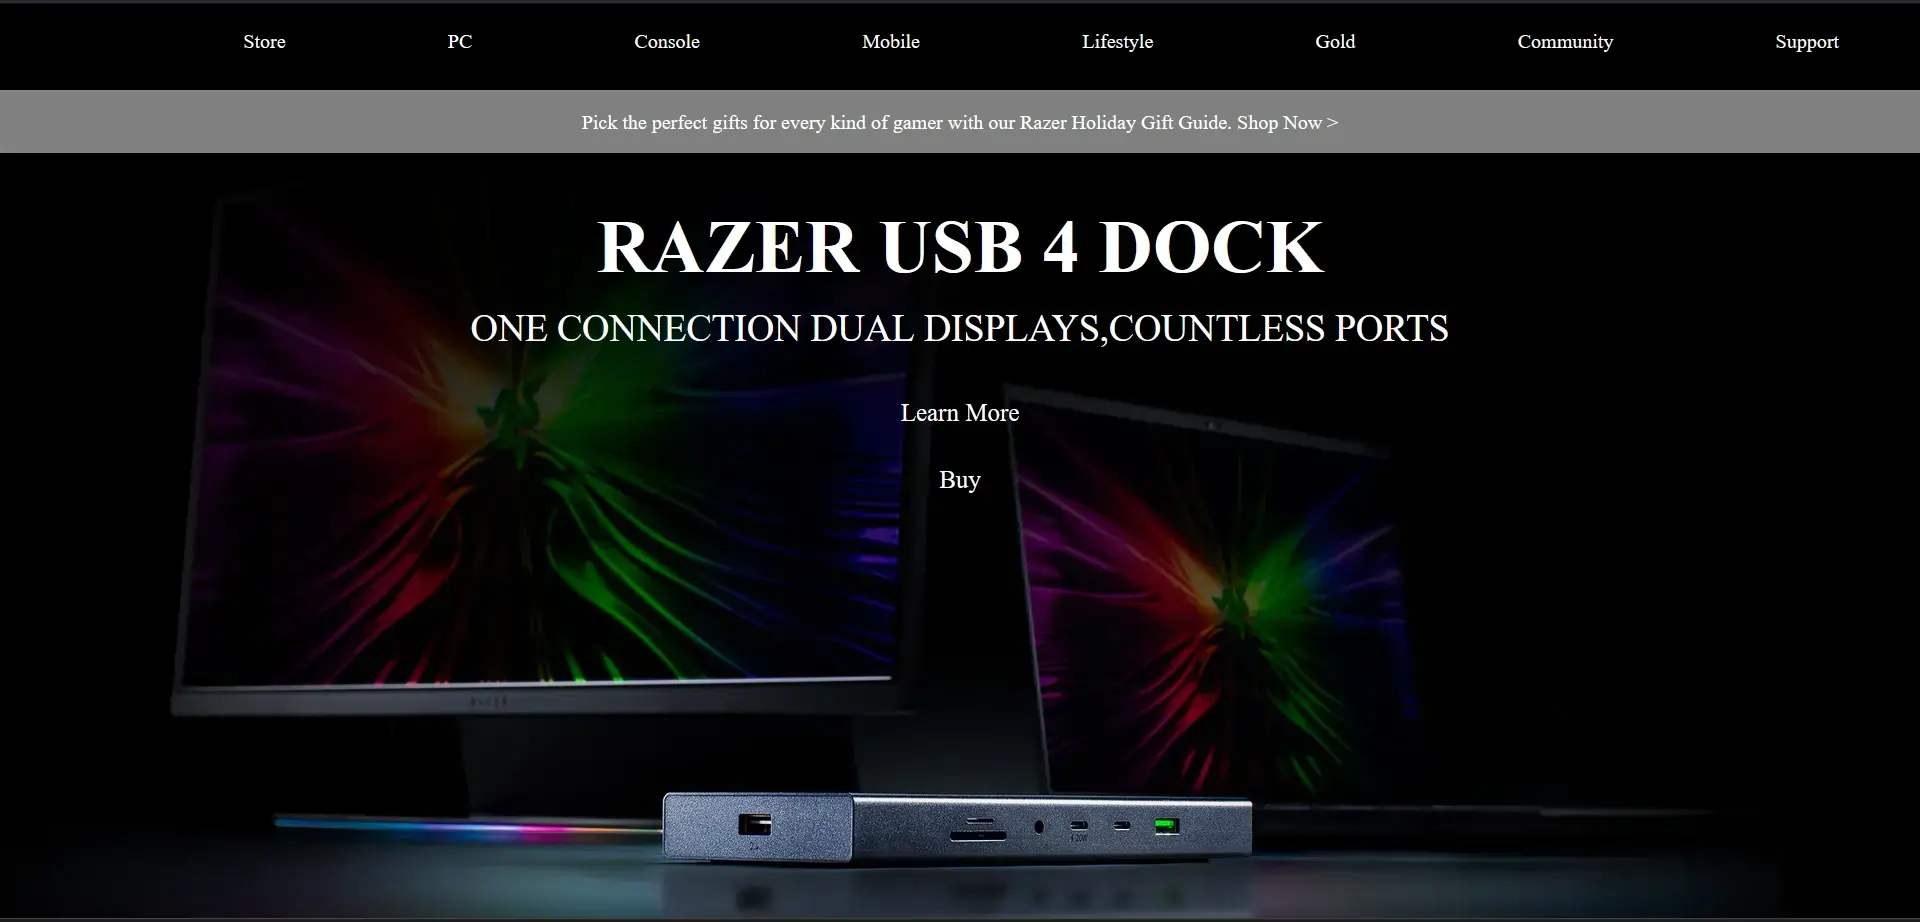 Store PC Console Mobile Lifestyle Gold Community Support
Pick the perfect gifts for every kind of gamer with our Razer Holiday Gift Guide. Shop Now >
RAZER USB 4 DOCK
ONE CONNECTION DUAL DISPLAYS,COUNTLESS PORTS
Learn More
Buy
RAZER